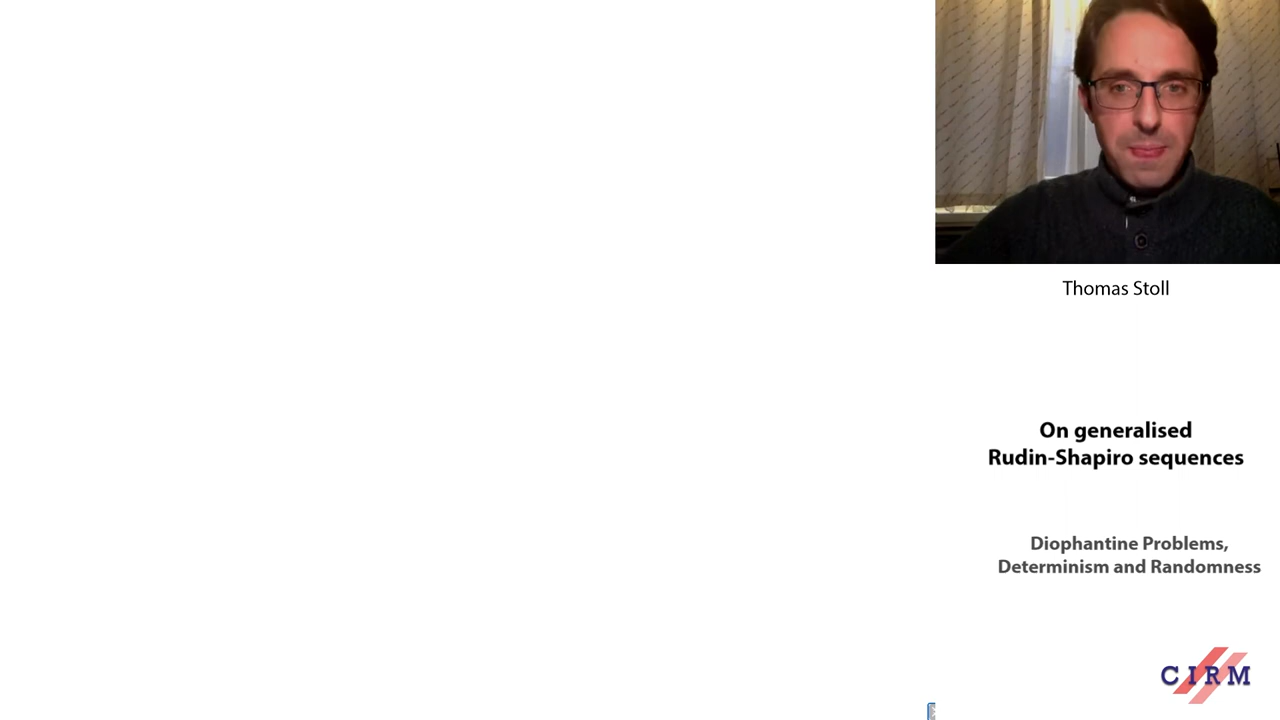 Thomas Stoll
On generalised
Rudin-Shapiro sequences
Diophantine Problems,
Determinism and Randomness
CIRM